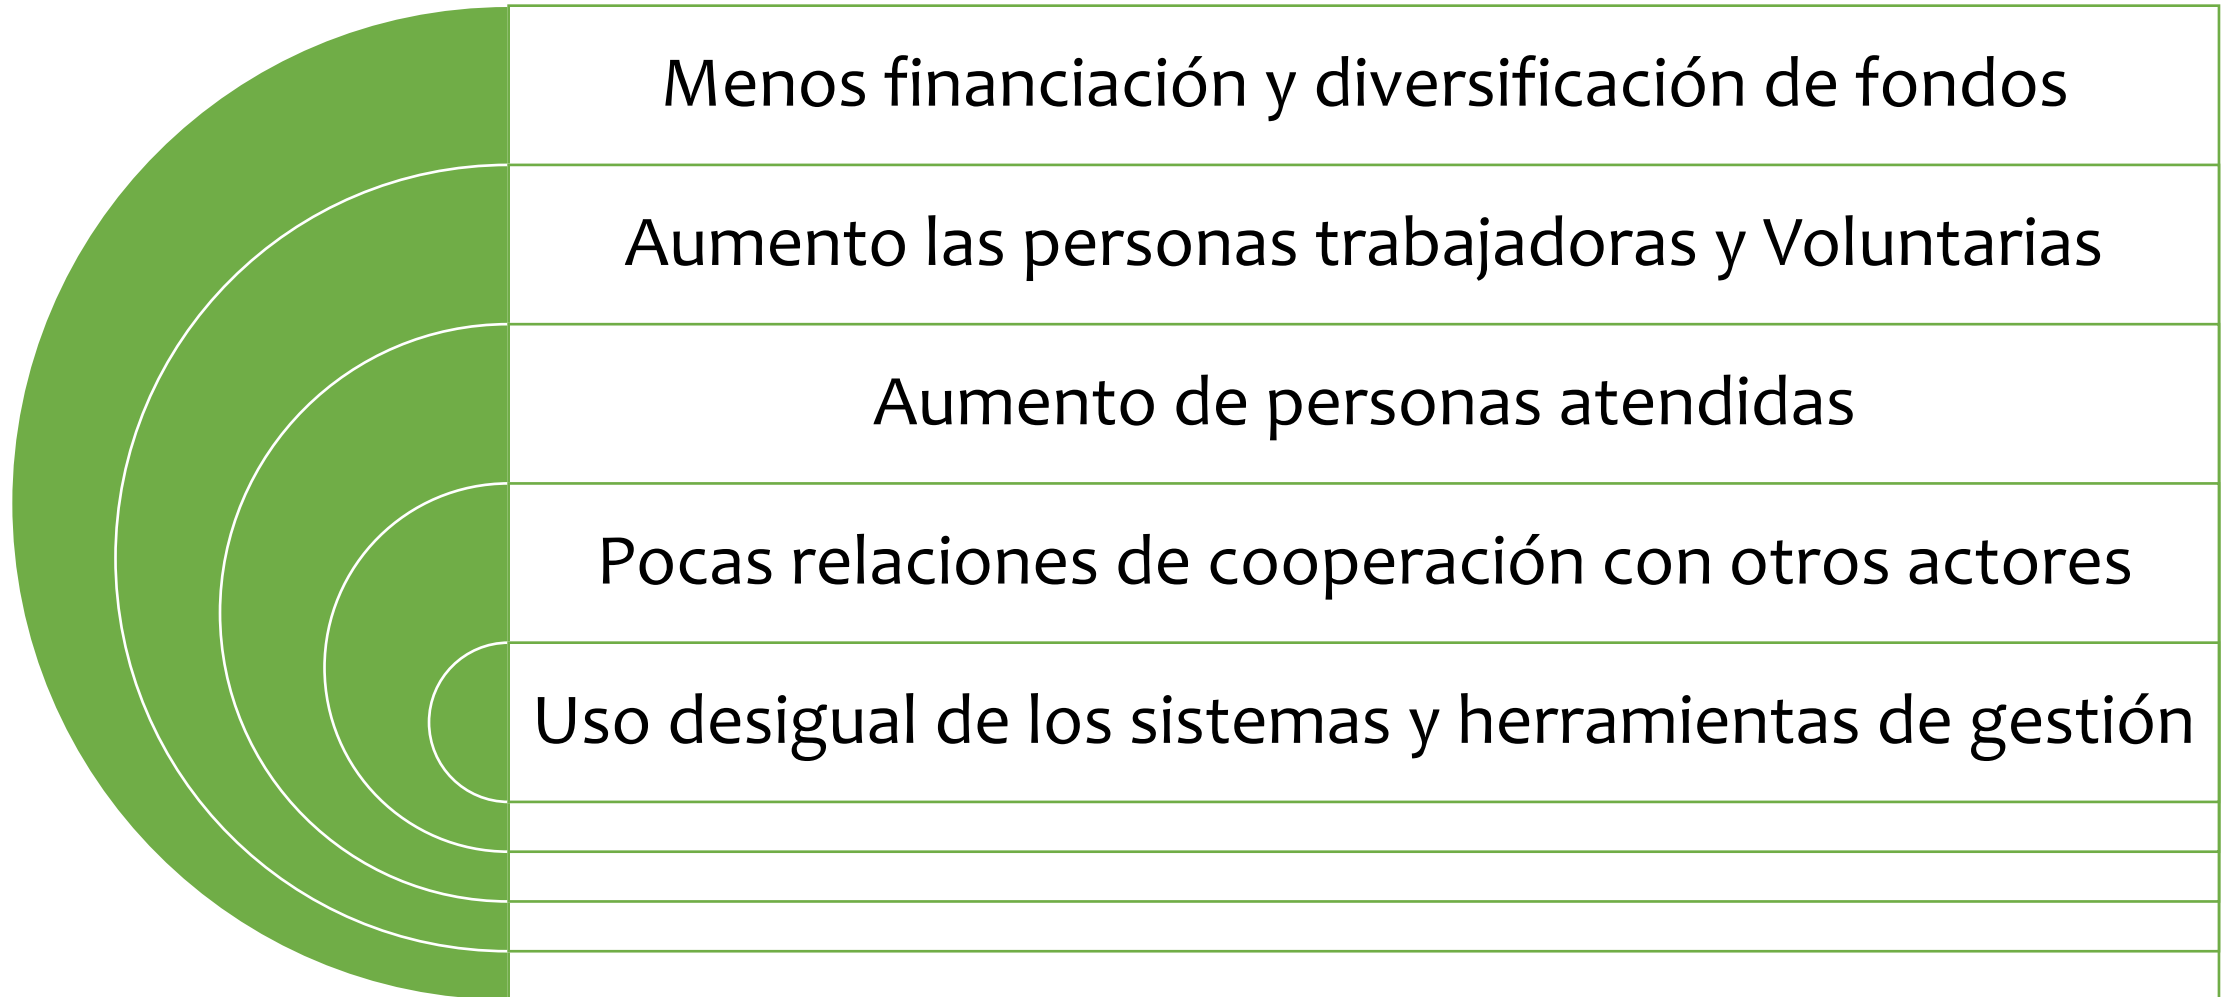 Menos financiación y diversificación de fondos
Aumento las personas trabajadoras y Voluntarias
Aumento de personas atendidas
Pocas relaciones de cooperación con otros actores
Uso desigual de los sistemas y herramientas de gestión